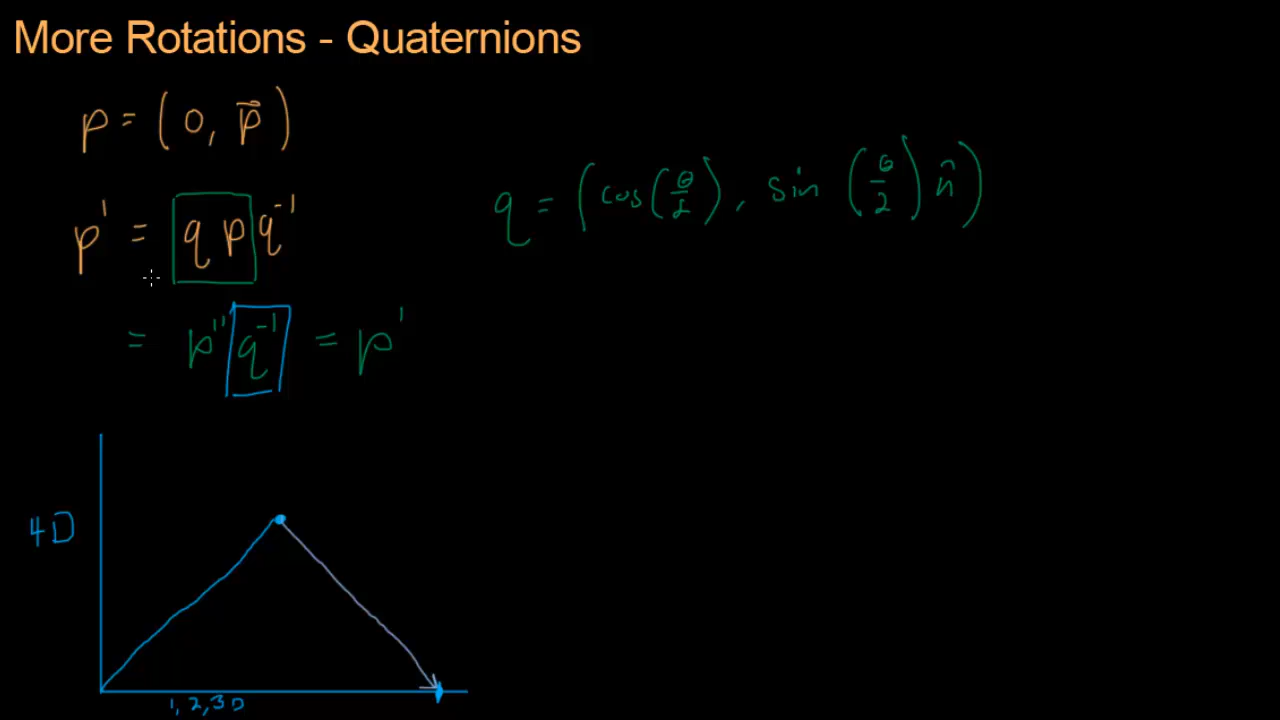 More Rotations - Quaternions
p = (0, p⃗)
q = (cos(θ/2), sin(θ/2) n̂)
p' = q p q⁻¹
= p'' q⁻¹ = p'
4D
1, 2, 3 D